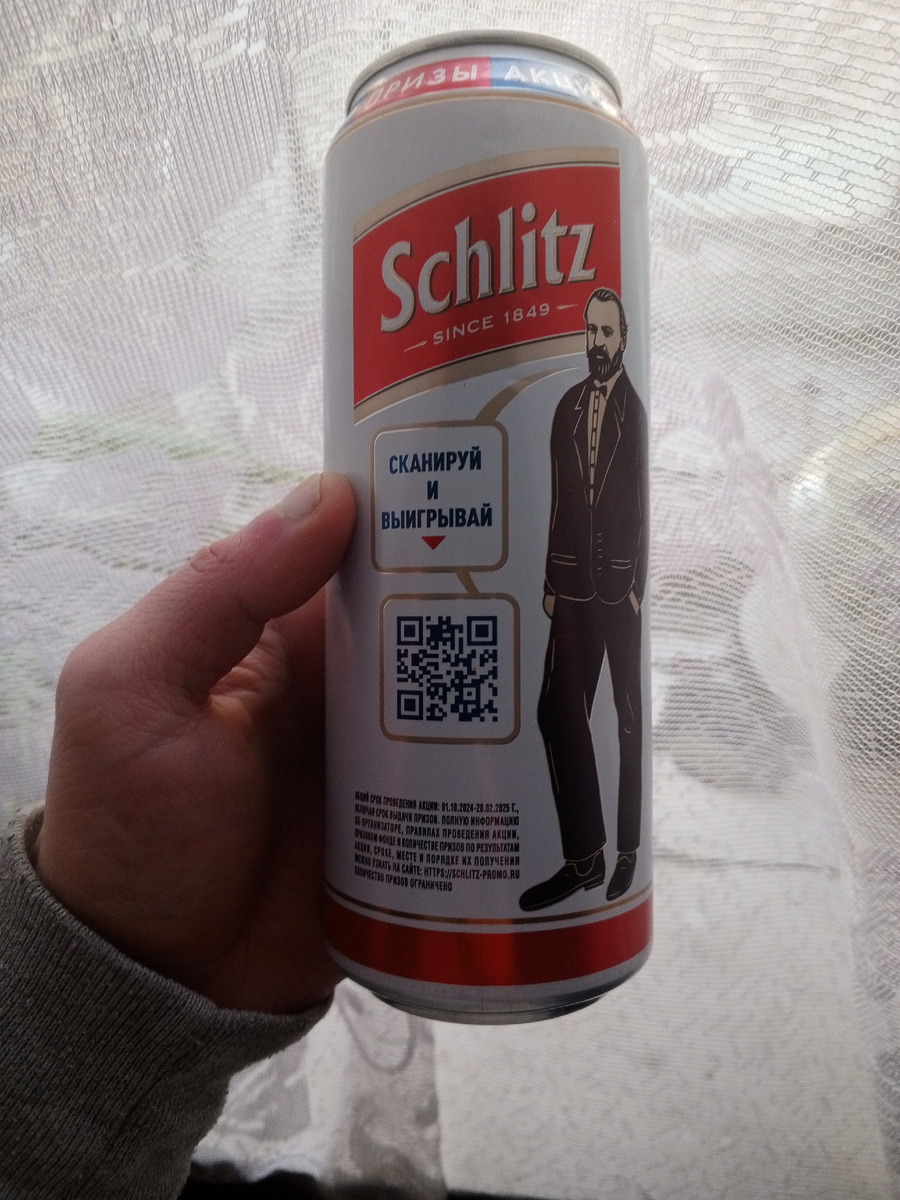 ПРИЗЫ АКЦИЯ
Schlitz
SINCE 1849
СКАНИРУЙ
И
ВЫИГРЫВАЙ
ОБЩИЙ СРОК ПРОВЕДЕНИЯ АКЦИИ: 01.10.2024-28.02.2025 Г.,
ВКЛЮЧАЯ СРОК ВЫДАЧИ ПРИЗОВ. ПОЛНУЮ ИНФОРМАЦИЮ
ОБ ОРГАНИЗАТОРЕ, ПРАВИЛАХ ПРОВЕДЕНИЯ АКЦИИ,
ПРИЗОВОМ ФОНДЕ И КОЛИЧЕСТВЕ ПРИЗОВ ПО РЕЗУЛЬТАТАМ
АКЦИИ, СРОКЕ, МЕСТЕ И ПОРЯДКЕ ИХ ПОЛУЧЕНИЯ
МОЖНО УЗНАТЬ НА САЙТЕ: HTTPS://SCHLITZ-PROMO.RU
КОЛИЧЕСТВО ПРИЗОВ ОГРАНИЧЕНО